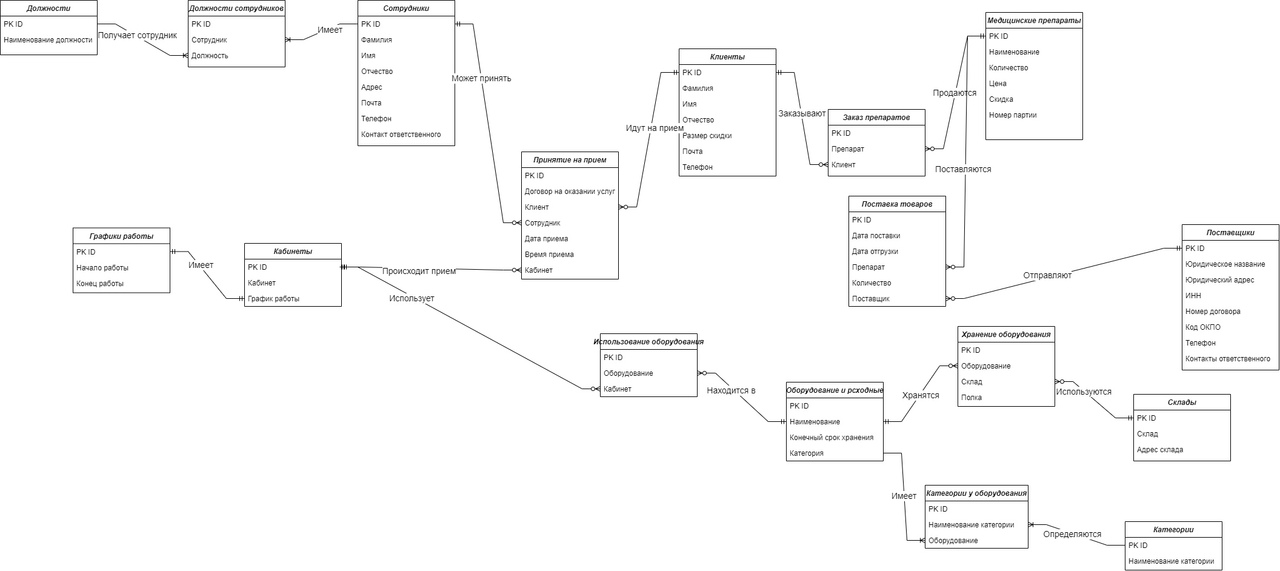 Должности
PK ID
Наименование должности
Получает сотрудник
Должности сотрудников
PK ID
Сотрудник
Должность
Имеет
Сотрудники
PK ID
Фамилия
Имя
Отчество
Адрес
Почта
Телефон
Контакт ответственного
Может принять
Принятие на прием
PK ID
Договор на оказании услуг
Клиент
Сотрудник
Дата приема
Время приема
Кабинет
Идут на прием
Клиенты
PK ID
Фамилия
Имя
Отчество
Размер скидки
Почта
Телефон
Заказывают
Заказ препаратов
PK ID
Препарат
Клиент
Продаются
Медицинские препараты
PK ID
Наименование
Количество
Цена
Скидка
Номер партии
Поставляются
Поставка товаров
PK ID
Дата поставки
Дата отгрузки
Препарат
Количество
Поставщик
Отправляют
Поставщики
PK ID
Юридическое название
Юридический адрес
ИНН
Номер договора
Код ОКПО
Телефон
Контакты ответственного
Графики работы
PK ID
Начало работы
Конец работы
Имеет
Кабинеты
PK ID
Кабинет
График работы
Происходит прием
Использует
Использование оборудования
PK ID
Оборудование
Кабинет
Находится в
Оборудование и рсходные
PK ID
Наименование
Конечный срок хранения
Категория
Хранятся
Хранение оборудования
PK ID
Оборудование
Склад
Полка
Используются
Склады
PK ID
Склад
Адрес склада
Имеет
Категории у оборудования
PK ID
Наименование категории
Оборудование
Определяются
Категории
PK ID
Наименование категории